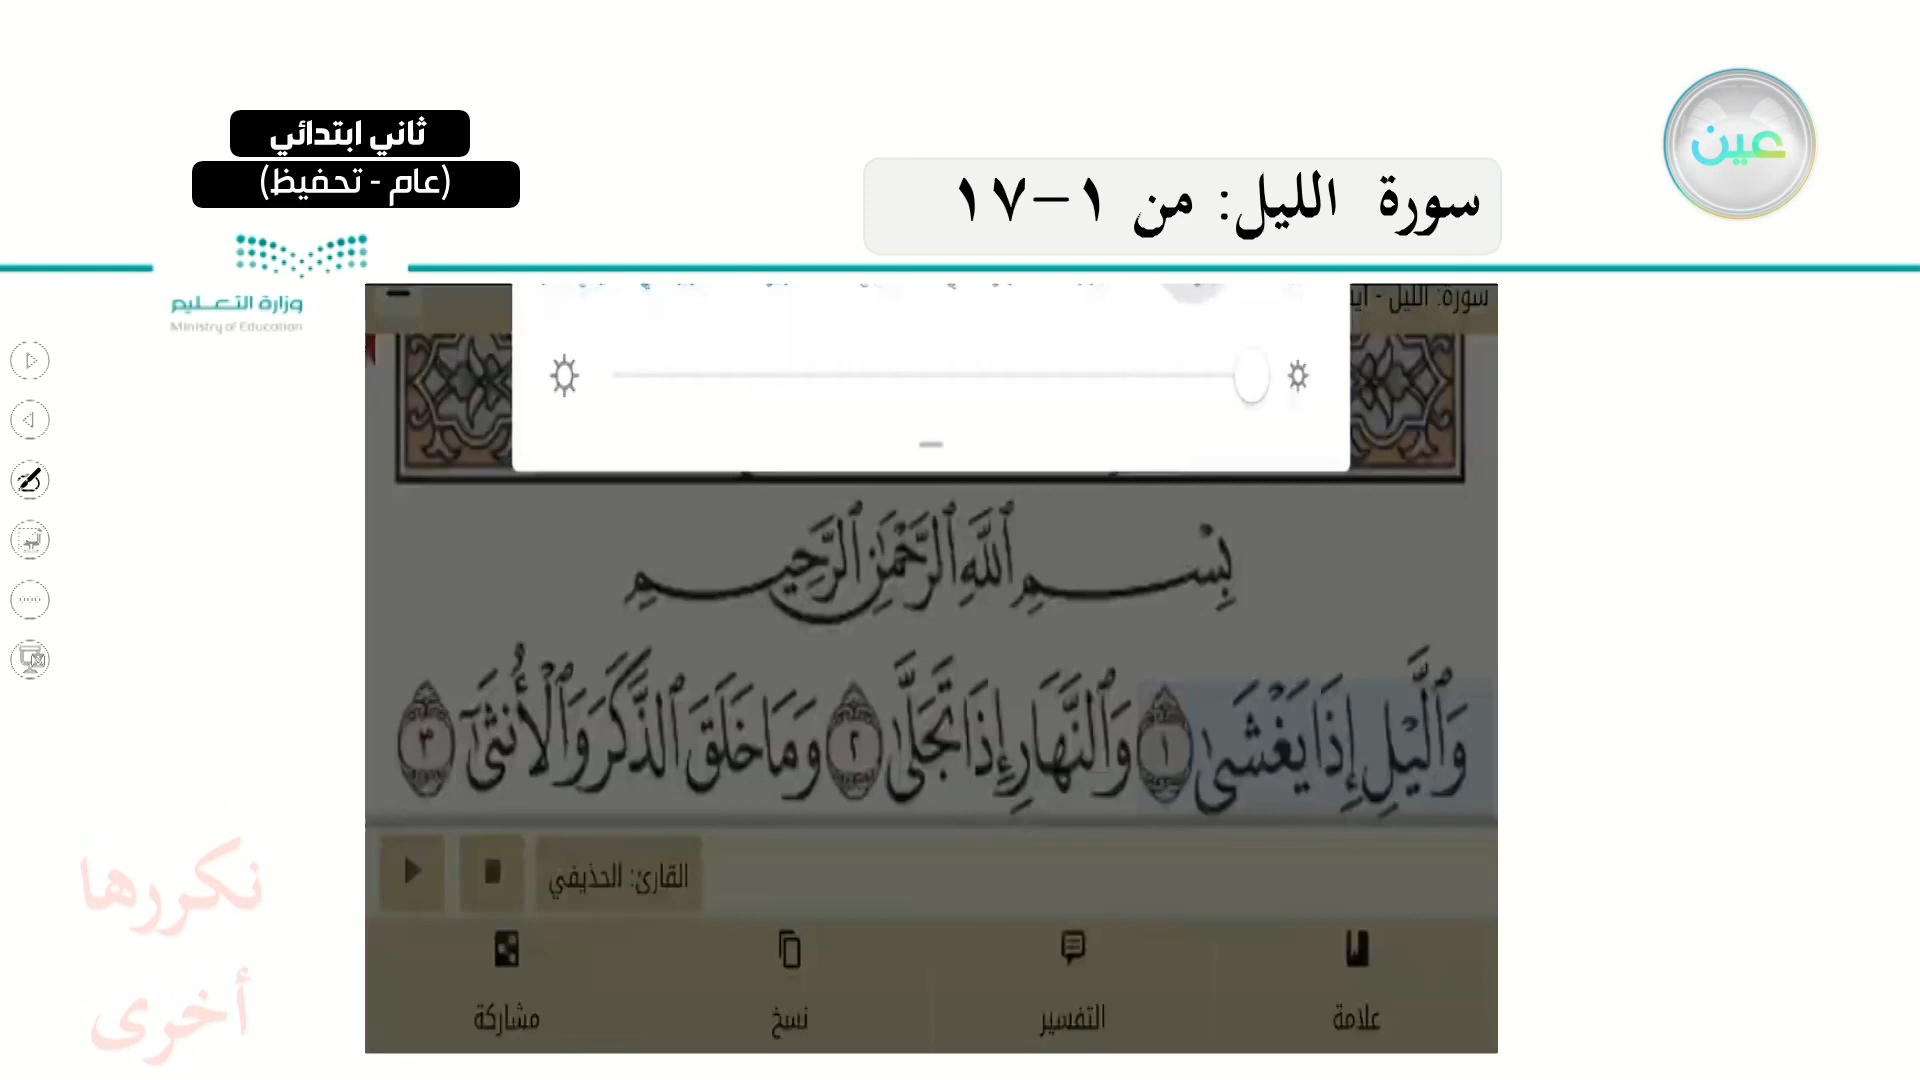 عين
ثاني ابتدائي
(عام - تحفيظ)
سورة الليل: من ١-١٧
وزارة التعليم
Ministry of Education
سورة: الليل -
بِسْمِ ٱللَّهِ ٱلرَّحْمَٰنِ ٱلرَّحِيمِ
وَٱلَّيْلِ إِذَا يَغْشَىٰ ١ وَٱلنَّهَارِ إِذَا تَجَلَّىٰ ٢ وَمَا خَلَقَ ٱلذَّكَرَ وَٱلْأُنثَىٰٓ ٣
القارئ: الحذيفي
علامة
التفسير
نسخ
مشاركة
نكررها
أخرى